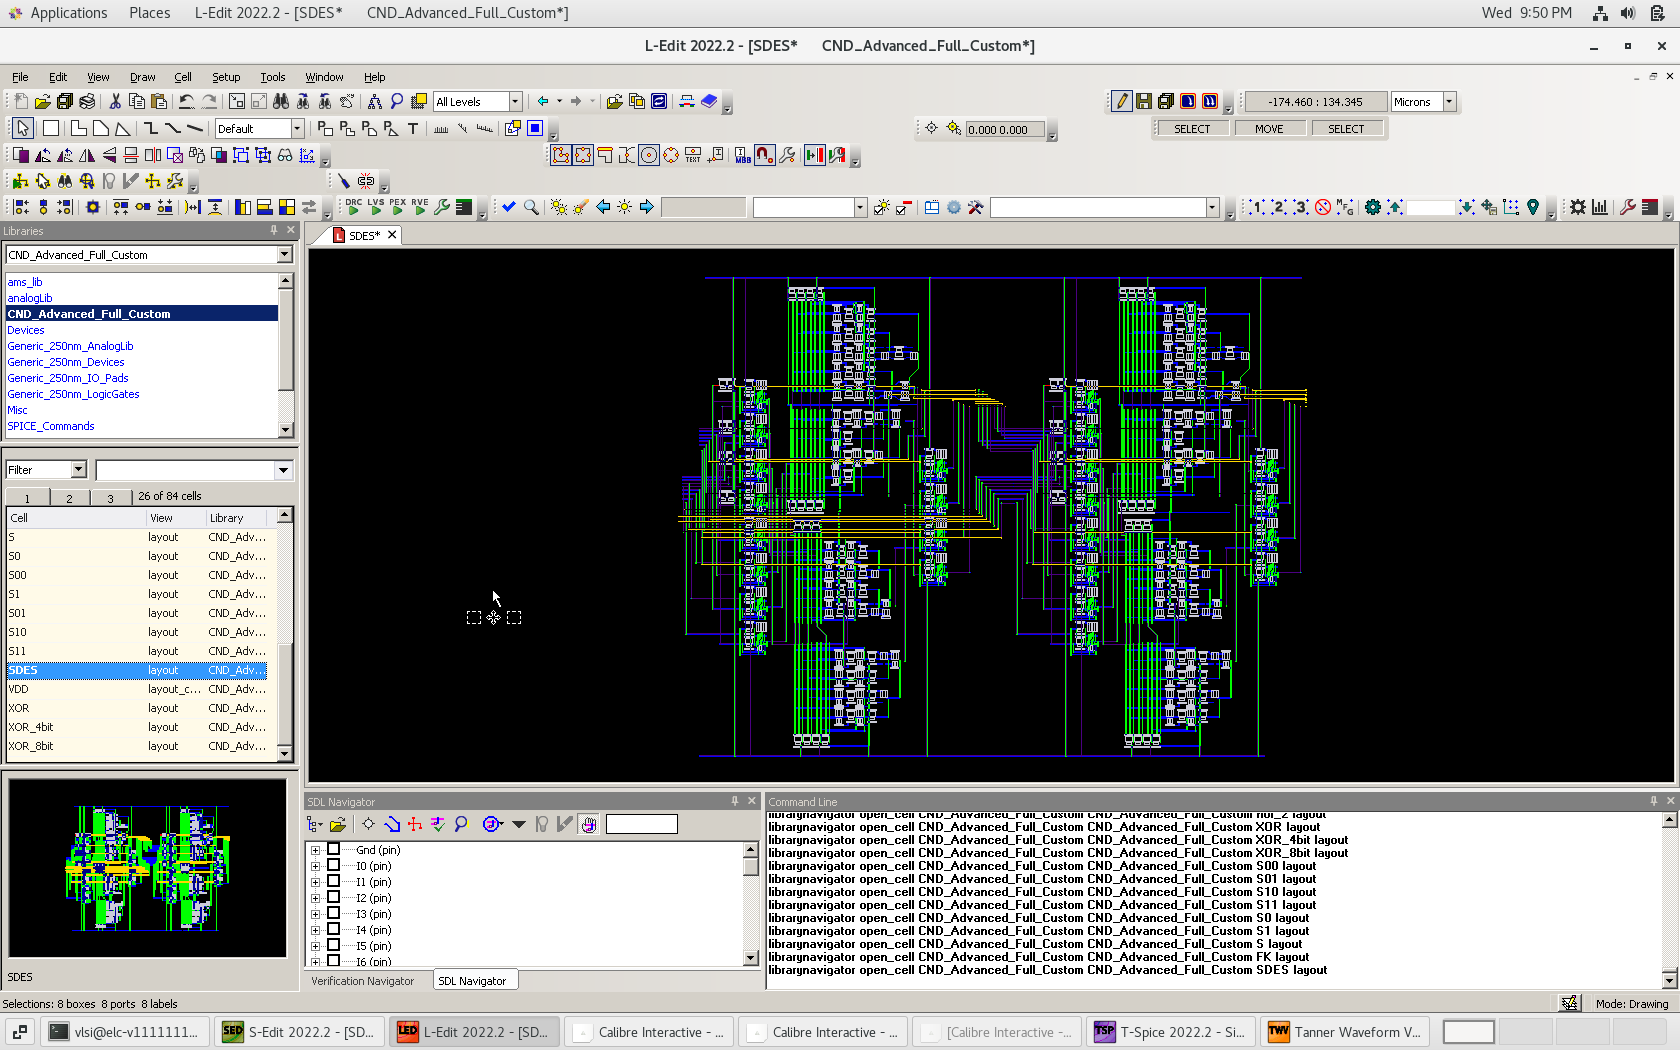 Applications Places L-Edit 2022.2 - [SDES* CND_Advanced_Full_Custom*] Wed 9:50 PM
L-Edit 2022.2 - [SDES* CND_Advanced_Full_Custom*]
File Edit View Draw Cell Setup Tools Window Help
All Levels -174.460 : 134.345 Microns
Default T 0.000 0.000 SELECT MOVE SELECT
TEXT MBB
DRC LVS PEX RVE 1 2 3
Libraries
SDES*
CND_Advanced_Full_Custom
ams_lib
analogLib
CND_Advanced_Full_Custom
Devices
Generic_250nm_AnalogLib
Generic_250nm_Devices
Generic_250nm_IO_Pads
Generic_250nm_LogicGates
Misc
SPICE_Commands
Filter
1 2 3 26 of 84 cells
Cell View Library
S layout CND_Adv...
S0 layout CND_Adv...
S00 layout CND_Adv...
S1 layout CND_Adv...
S01 layout CND_Adv...
S10 layout CND_Adv...
S11 layout CND_Adv...
SDES layout CND_Adv...
VDD layout_c... CND_Adv...
XOR layout CND_Adv...
XOR_4bit layout CND_Adv...
XOR_8bit layout CND_Adv...
SDES
SDL Navigator
Gnd (pin)
I0 (pin)
I1 (pin)
I2 (pin)
I3 (pin)
I4 (pin)
I5 (pin)
I6 (pin)
Verification Navigator SDL Navigator
Command Line
librarynavigator open_cell CND_Advanced_Full_Custom CND_Advanced_Full_Custom nor_2 layout
librarynavigator open_cell CND_Advanced_Full_Custom CND_Advanced_Full_Custom XOR layout
librarynavigator open_cell CND_Advanced_Full_Custom CND_Advanced_Full_Custom XOR_4bit layout
librarynavigator open_cell CND_Advanced_Full_Custom CND_Advanced_Full_Custom XOR_8bit layout
librarynavigator open_cell CND_Advanced_Full_Custom CND_Advanced_Full_Custom S00 layout
librarynavigator open_cell CND_Advanced_Full_Custom CND_Advanced_Full_Custom S01 layout
librarynavigator open_cell CND_Advanced_Full_Custom CND_Advanced_Full_Custom S10 layout
librarynavigator open_cell CND_Advanced_Full_Custom CND_Advanced_Full_Custom S11 layout
librarynavigator open_cell CND_Advanced_Full_Custom CND_Advanced_Full_Custom S0 layout
librarynavigator open_cell CND_Advanced_Full_Custom CND_Advanced_Full_Custom S1 layout
librarynavigator open_cell CND_Advanced_Full_Custom CND_Advanced_Full_Custom S layout
librarynavigator open_cell CND_Advanced_Full_Custom CND_Advanced_Full_Custom FK layout
librarynavigator open_cell CND_Advanced_Full_Custom CND_Advanced_Full_Custom SDES layout
Selections: 8 boxes 8 ports 8 labels Mode: Drawing
vlsi@elc-v1111111... SED S-Edit 2022.2 - [SD... LED L-Edit 2022.2 - [SD... Calibre Interactive - ... Calibre Interactive - ... [Calibre Interactive - ... TSP T-Spice 2022.2 - Si... TWV Tanner Waveform V...